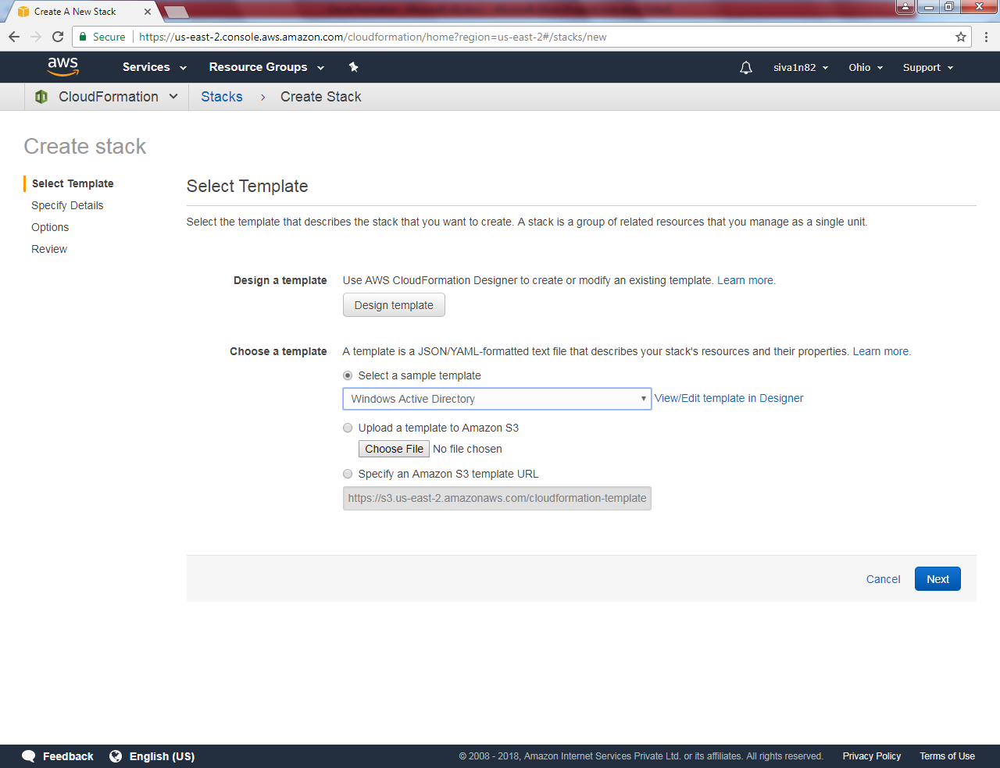 Create A New Stack
Secure https://us-east-2.console.aws.amazon.com/cloudformation/home?region=us-east-2#/stacks/new
aws Services Resource Groups siva1n82 Ohio Support
CloudFormation Stacks > Create Stack
Create stack
Select Template
Specify Details
Options
Review
Select Template
Select the template that describes the stack that you want to create. A stack is a group of related resources that you manage as a single unit.
Design a template Use AWS CloudFormation Designer to create or modify an existing template. Learn more.
Design template
Choose a template A template is a JSON/YAML-formatted text file that describes your stack's resources and their properties. Learn more.
Select a sample template
Windows Active Directory View/Edit template in Designer
Upload a template to Amazon S3
Choose File No file chosen
Specify an Amazon S3 template URL
https://s3.us-east-2.amazonaws.com/cloudformation-template
Cancel Next
Feedback English (US) © 2008 - 2018, Amazon Internet Services Private Ltd. or its affiliates. All rights reserved. Privacy Policy Terms of Use